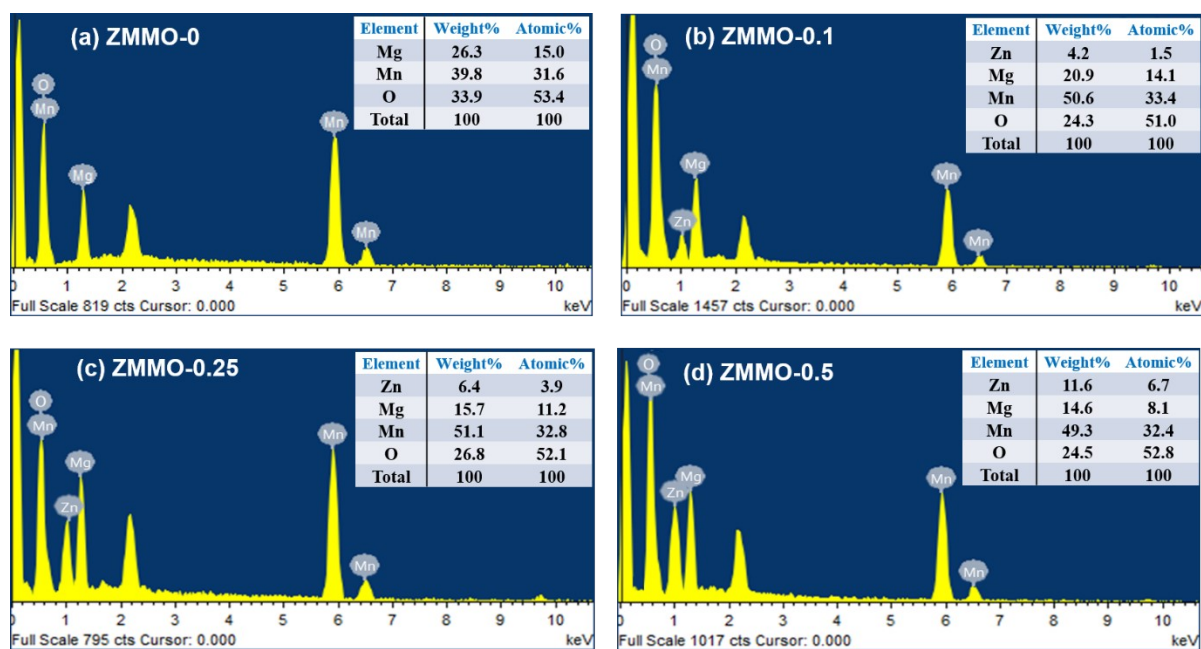 (a) ZMMO-0
Element Weight% Atomic%
Mg 26.3 15.0
Mn 39.8 31.6
O 33.9 53.4
Total 100 100
O
Mn
Mg
Mn
Mn
0 1 2 3 4 5 6 7 8 9 10
Full Scale 819 cts Cursor: 0.000 keV
(b) ZMMO-0.1
Element Weight% Atomic%
Zn 4.2 1.5
Mg 20.9 14.1
Mn 50.6 33.4
O 24.3 51.0
Total 100 100
O
Mn
Mg
Zn
Mn
Mn
0 1 2 3 4 5 6 7 8 9 10
Full Scale 1457 cts Cursor: 0.000 keV
(c) ZMMO-0.25
Element Weight% Atomic%
Zn 6.4 3.9
Mg 15.7 11.2
Mn 51.1 32.8
O 26.8 52.1
Total 100 100
O
Mn
Mg
Zn
Mn
Mn
0 1 2 3 4 5 6 7 8 9 10
Full Scale 795 cts Cursor: 0.000 keV
(d) ZMMO-0.5
Element Weight% Atomic%
Zn 11.6 6.7
Mg 14.6 8.1
Mn 49.3 32.4
O 24.5 52.8
Total 100 100
O
Mn
Mg
Zn
Mn
Mn
0 1 2 3 4 5 6 7 8 9 10
Full Scale 1017 cts Cursor: 0.000 keV